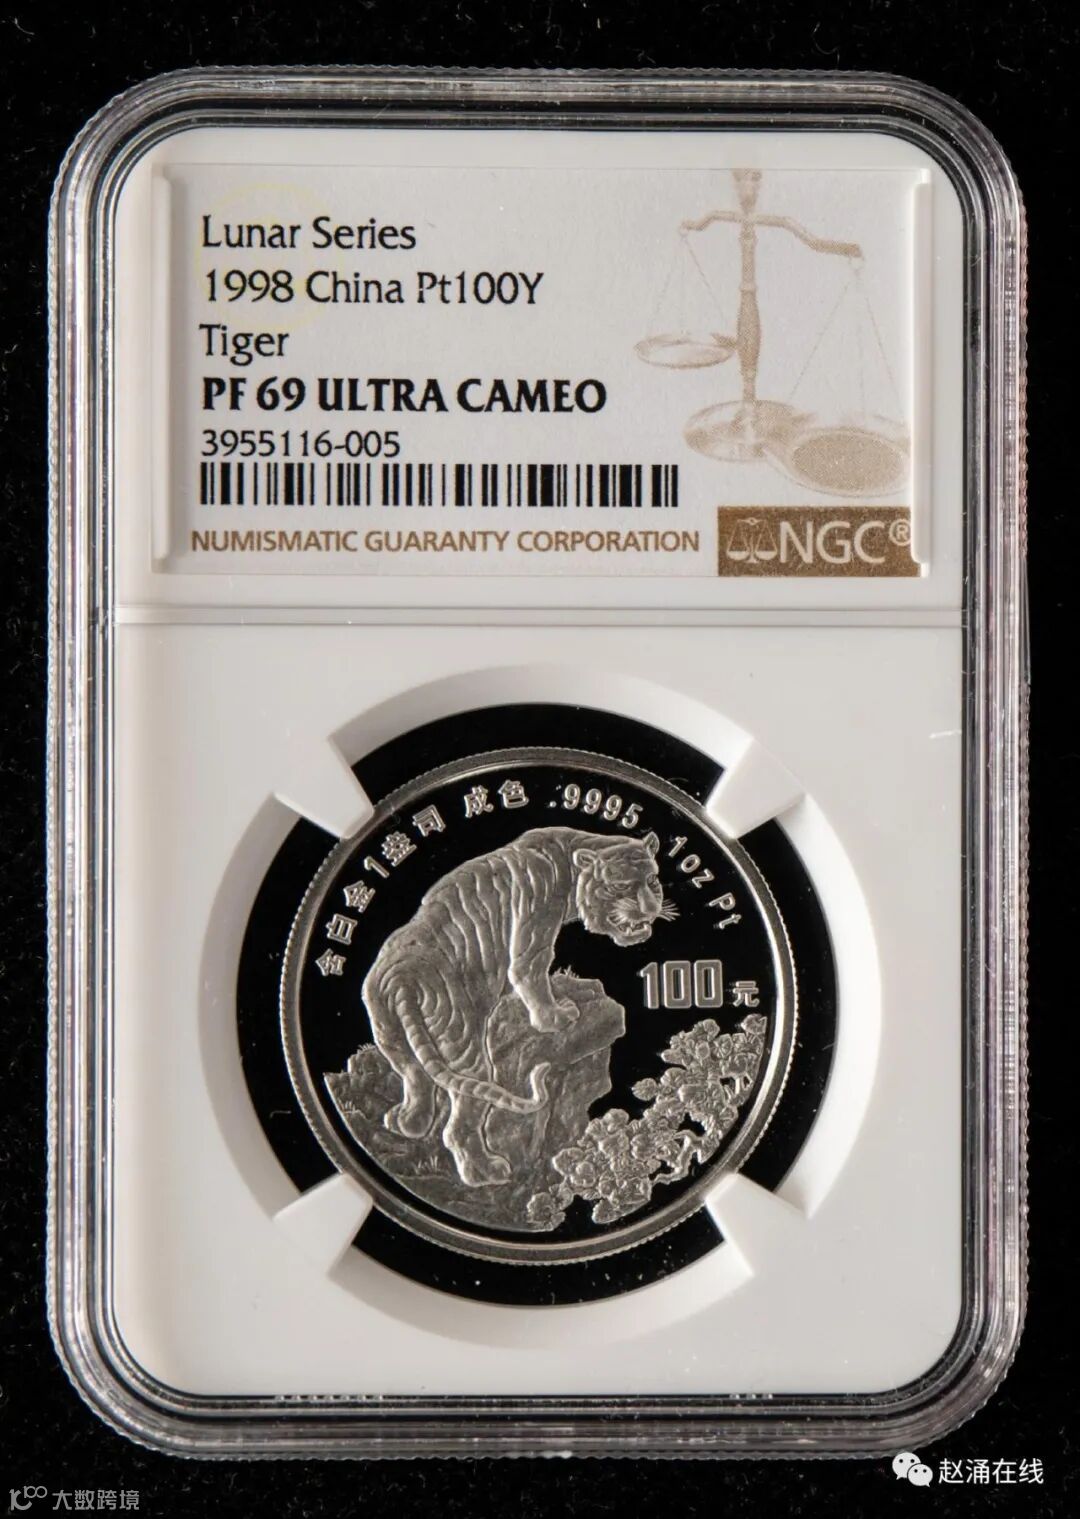 Lunar Series
1998 China Pt100Y
Tiger
PF 69 ULTRA CAMEO
3955116-005
NUMISMATIC GUARANTY CORPORATION
NGC®
含白金1盎司 成色 .9995 1oz Pt
100元
赵涌在线
10100 大数跨境